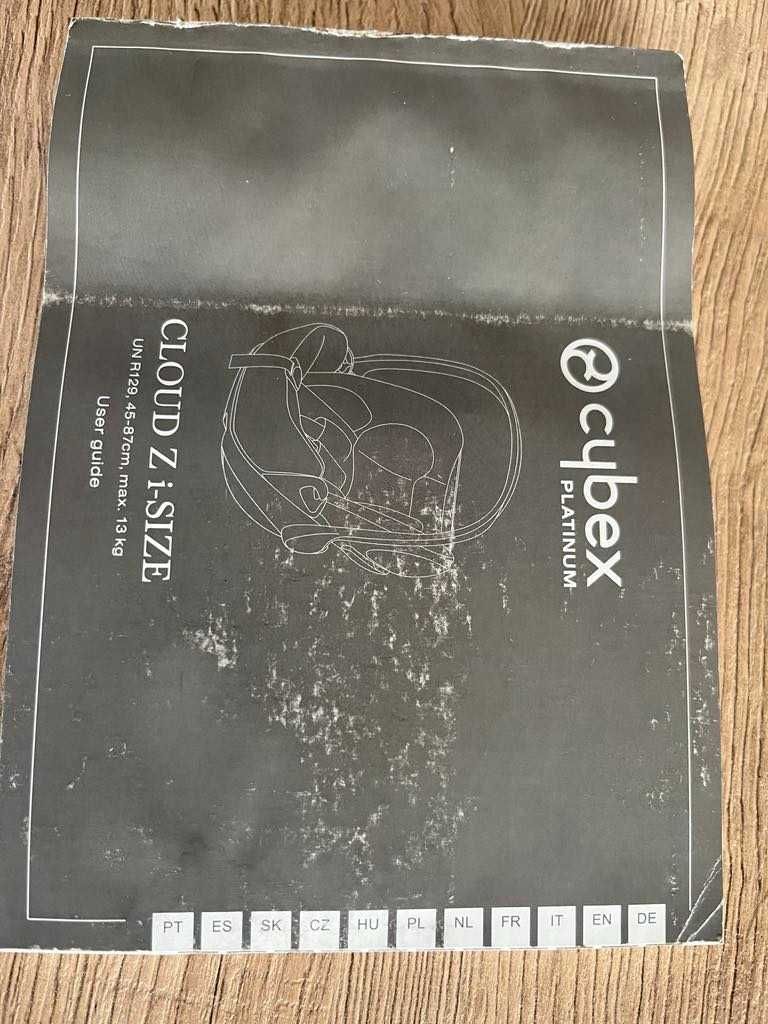 cybex
PLATINUM
CLOUD Z i-SIZE
UN R129, 45-87cm, max. 13 kg
User guide
DE
EN
IT
FR
NL
PL
HU
CZ
SK
ES
PT